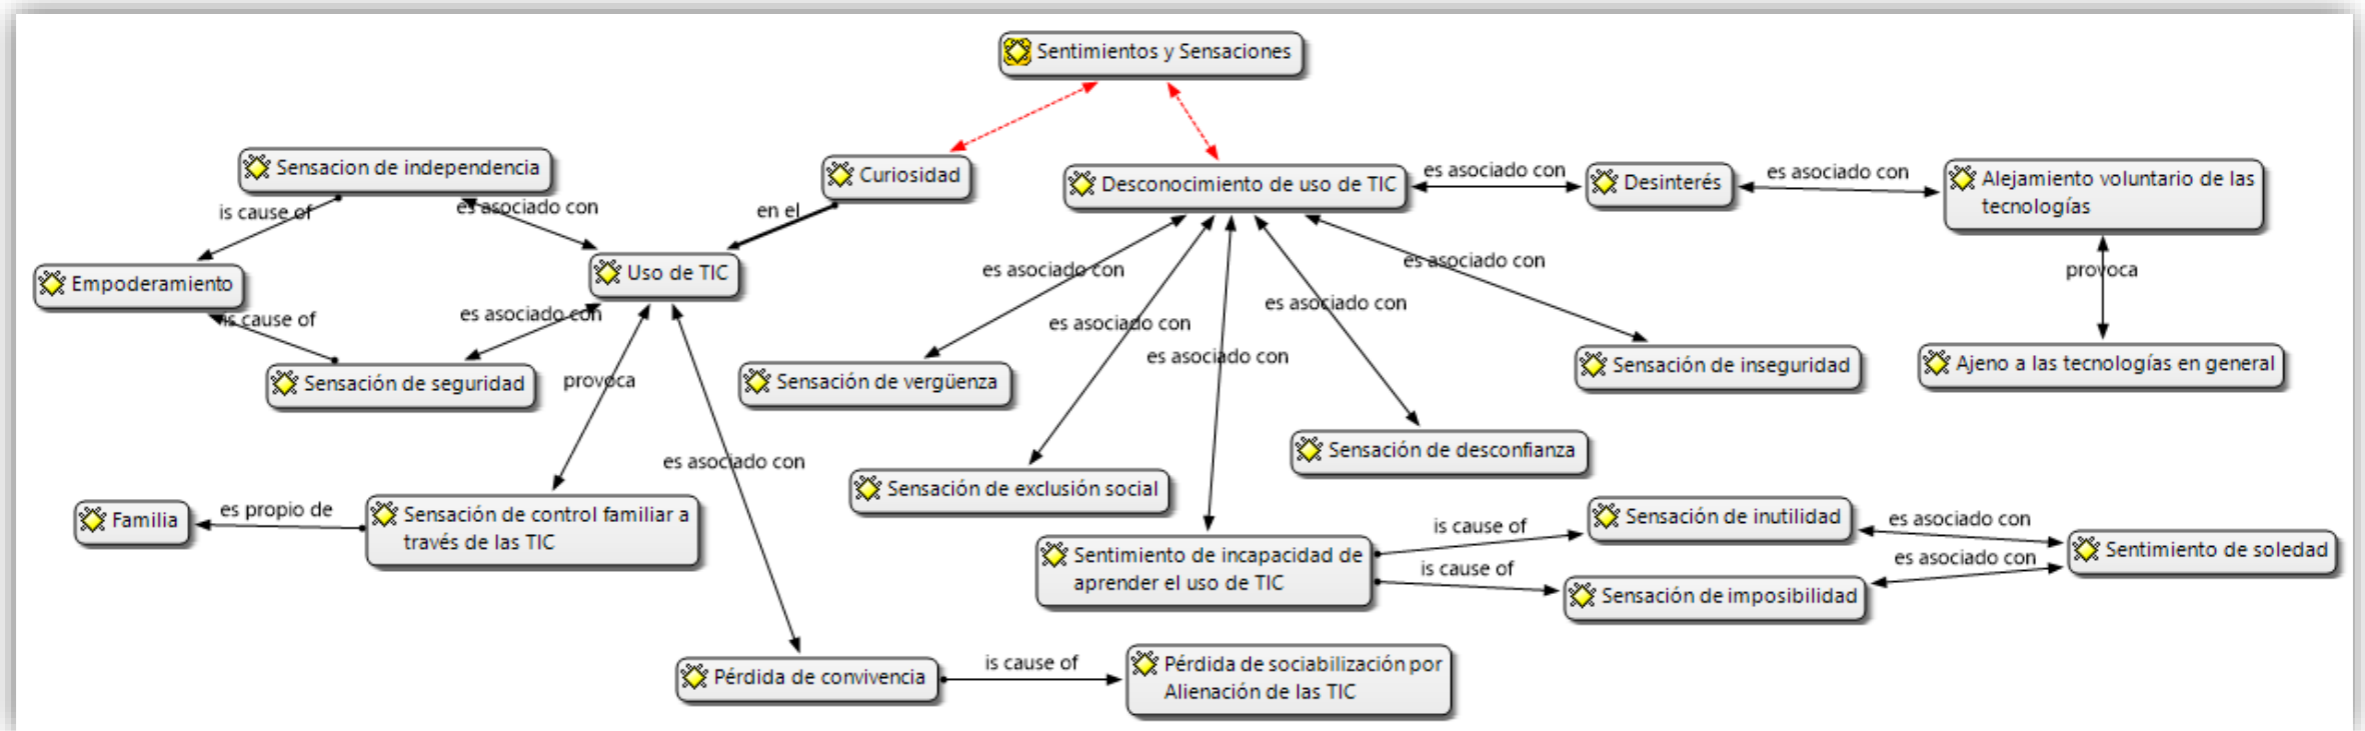 Sentimientos y Sensaciones
Sensacion de independencia
Curiosidad
Desconocimiento de uso de TIC
es asociado con
Desinterés
es asociado con
Alejamiento voluntario de las
tecnologías
is cause of
es asociado con
en el
Empoderamiento
Uso de TIC
es asociado con
es asociado con
provoca
is cause of
es asociado con
es asociado con
es asociado con
es asociado con
Sensación de seguridad
provoca
Sensación de vergüenza
Sensación de inseguridad
Ajeno a las tecnologías en general
es asociado con
Sensación de desconfianza
Sensación de exclusión social
Familia
es propio de
Sensación de control familiar a
través de las TIC
Sentimiento de incapacidad de
aprender el uso de TIC
is cause of
is cause of
Sensación de inutilidad
Sensación de imposibilidad
es asociado con
es asociado con
Sentimiento de soledad
Pérdida de convivencia
is cause of
Pérdida de sociabilización por
Alienación de las TIC